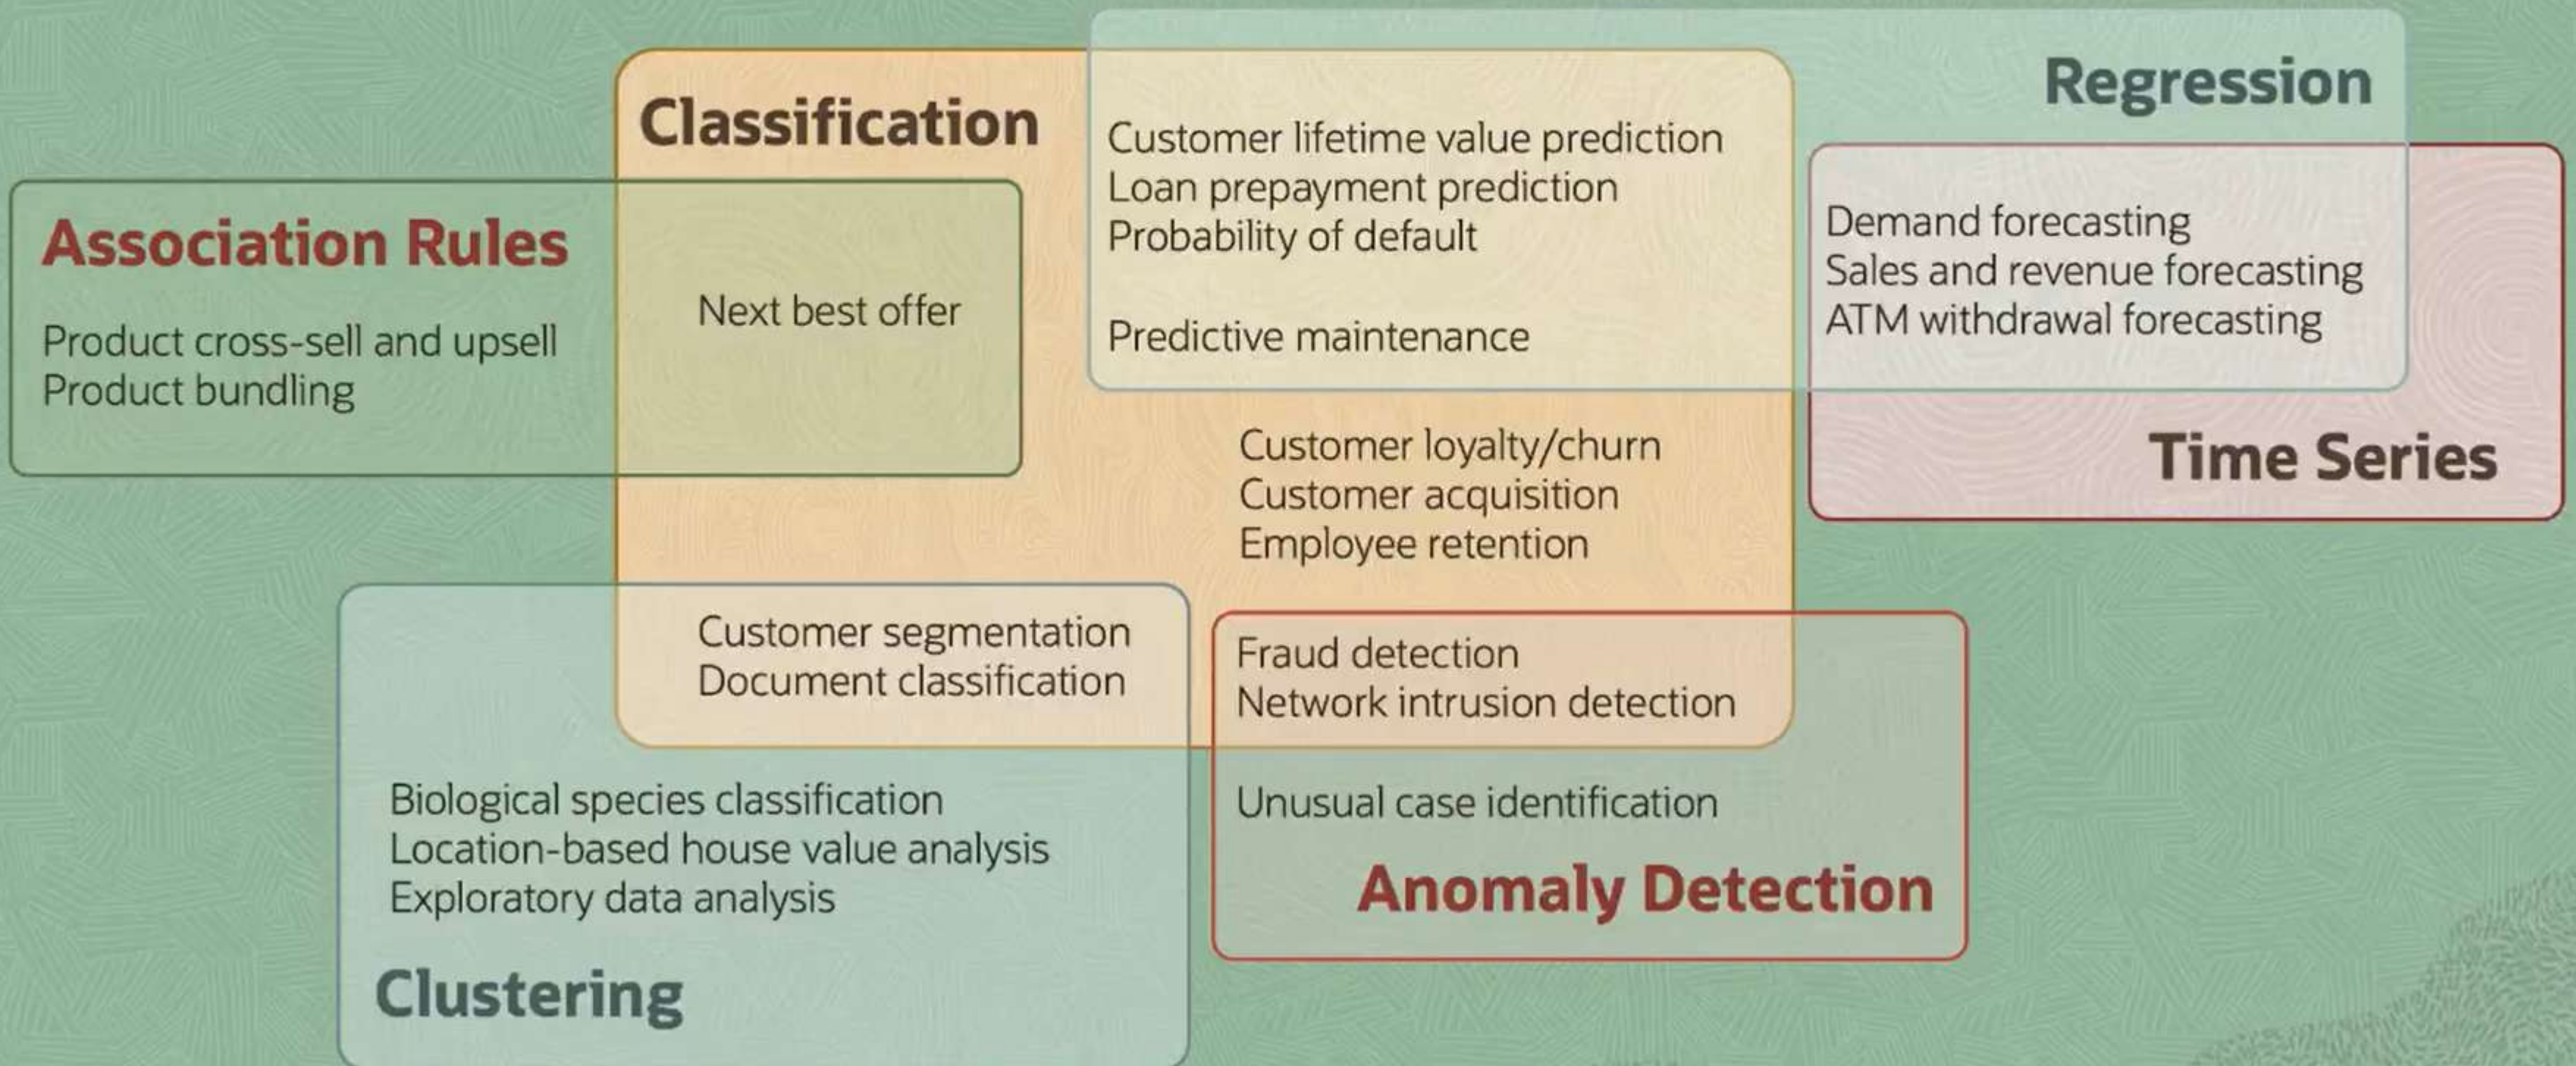 Classification
Customer lifetime value prediction
Loan prepayment prediction
Probability of default
Predictive maintenance
Regression
Association Rules
Product cross-sell and upsell
Product bundling
Next best offer
Demand forecasting
Sales and revenue forecasting
ATM withdrawal forecasting
Time Series
Customer loyalty/churn
Customer acquisition
Employee retention
Customer segmentation
Document classification
Fraud detection
Network intrusion detection
Biological species classification
Location-based house value analysis
Exploratory data analysis
Clustering
Unusual case identification
Anomaly Detection